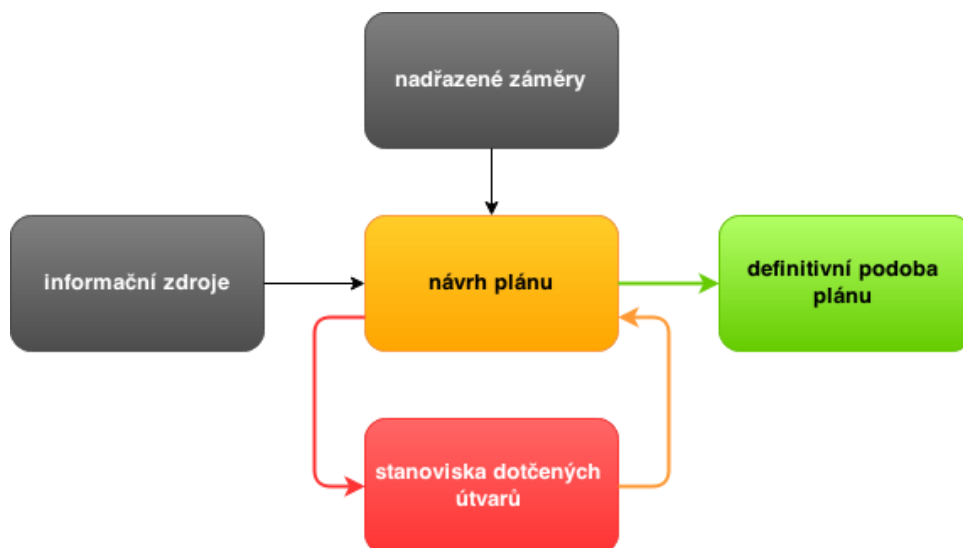 nadřazené záměry
informační zdroje
návrh plánu
definitivní podoba
plánu
stanoviska dotčených
útvarů